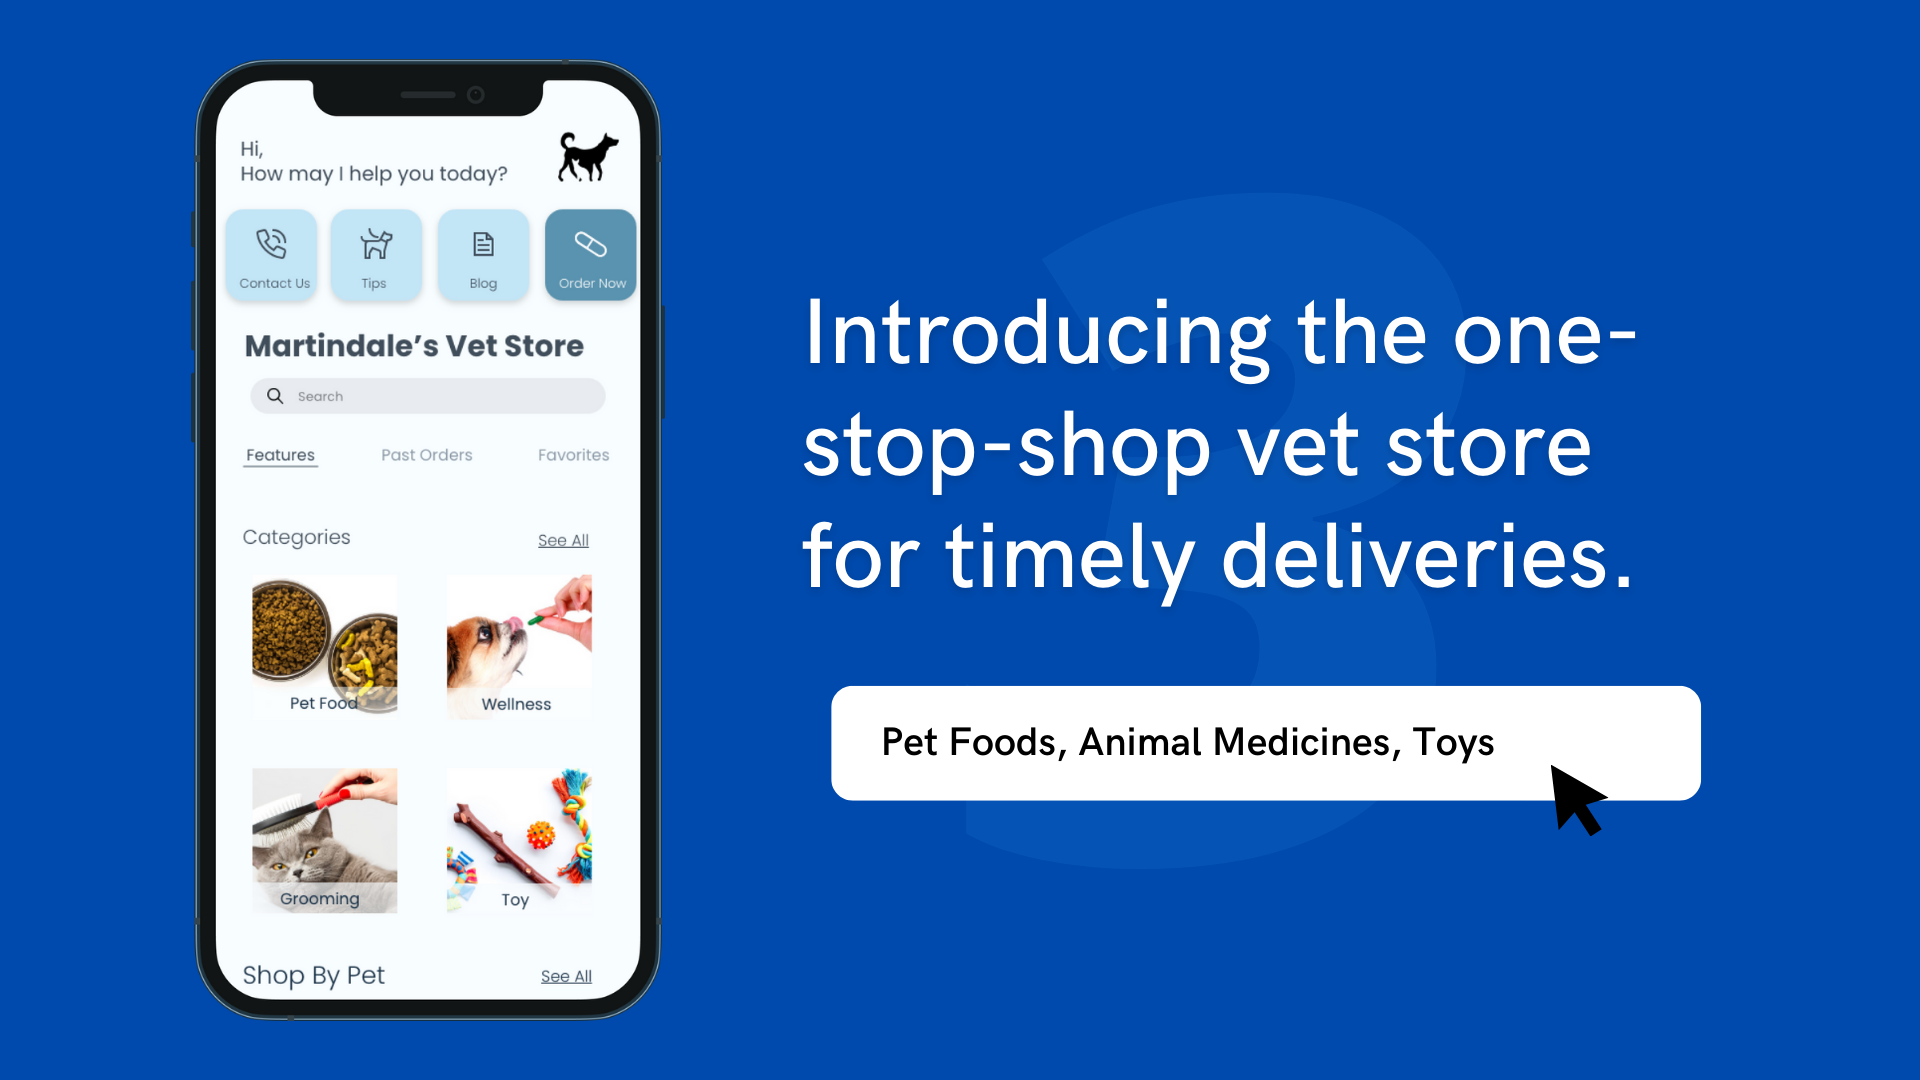 Hi,
How may I help you today?
Contact Us
Tips
Blog
Order Now
Martindale’s Vet Store
Search
Features
Past Orders
Favorites
Categories
See All
Pet Food
Wellness
Grooming
Toy
Shop By Pet
See All
3
Introducing the one-
stop-shop vet store
for timely deliveries.
Pet Foods, Animal Medicines, Toys